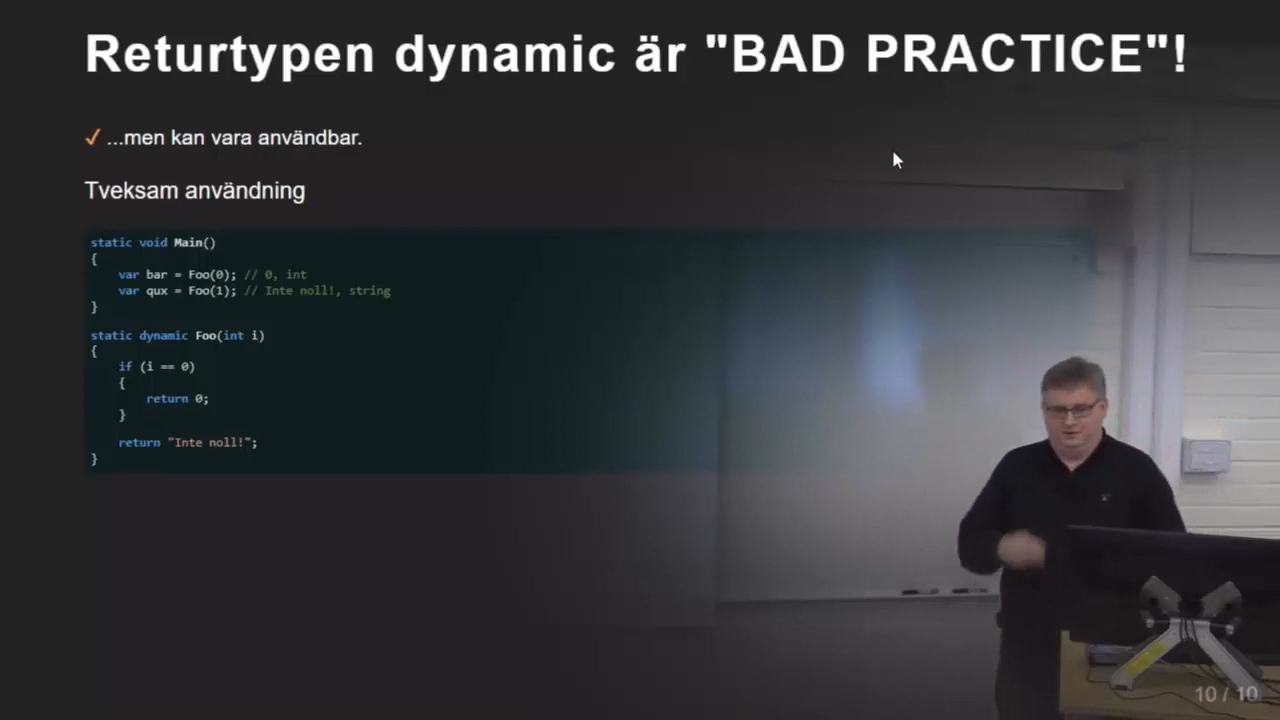 Returtypen dynamic är "BAD PRACTICE"!
✓ ...men kan vara användbar.
Tveksam användning
static void Main()
{
    var bar = Foo(0); // 0, int
    var qux = Foo(1); // Inte noll!, string
}
static dynamic Foo(int i)
{
    if (i == 0)
    {
        return 0;
    }
    return "Inte noll!";
}
10 / 10